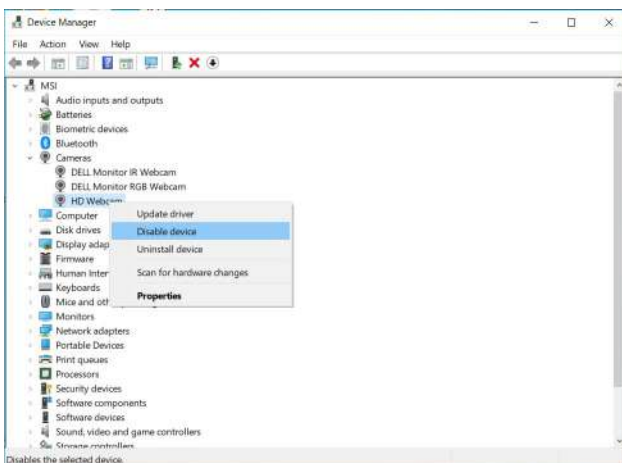 Device Manager
File Action View Help
MSI
Audio inputs and outputs
Batteries
Biometric devices
Bluetooth
Cameras
DELL Monitor IR Webcam
DELL Monitor RGB Webcam
HD Webcam
Computer
Update driver
Disk drives
Disable device
Display adap
Uninstall device
Firmware
Human Inter
Scan for hardware changes
Keyboards
Mice and oth
Properties
Monitors
Network adapters
Portable Devices
Print queues
Processors
Security devices
Software components
Software devices
Sound, video and game controllers
Storage controllers
Disables the selected device.